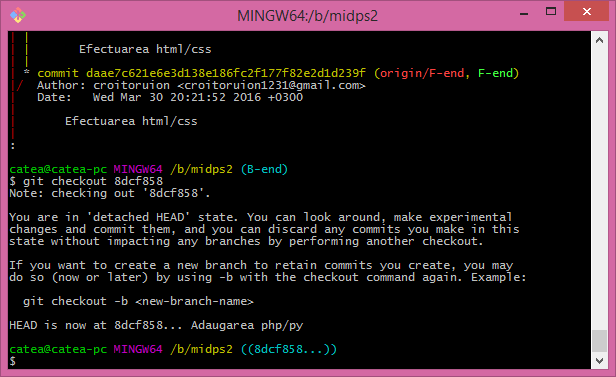 MINGW64:/b/midps2
Efectuarea html/css
* commit daae7c621e6e3d138e186fc2f177f82e2d1d239f (origin/F-end, F-end)
Author: croitoruion <croitoruion1231@gmail.com>
Date:   Wed Mar 30 20:21:52 2016 +0300
Efectuarea html/css
:
catea@catea-pc MINGW64 /b/midps2 (B-end)
$ git checkout 8dcf858
Note: checking out '8dcf858'.
You are in 'detached HEAD' state. You can look around, make experimental
changes and commit them, and you can discard any commits you make in this
state without impacting any branches by performing another checkout.
If you want to create a new branch to retain commits you create, you may
do so (now or later) by using -b with the checkout command again. Example:
git checkout -b <new-branch-name>
HEAD is now at 8dcf858... Adaugarea php/py
catea@catea-pc MINGW64 /b/midps2 ((8dcf858...))
$